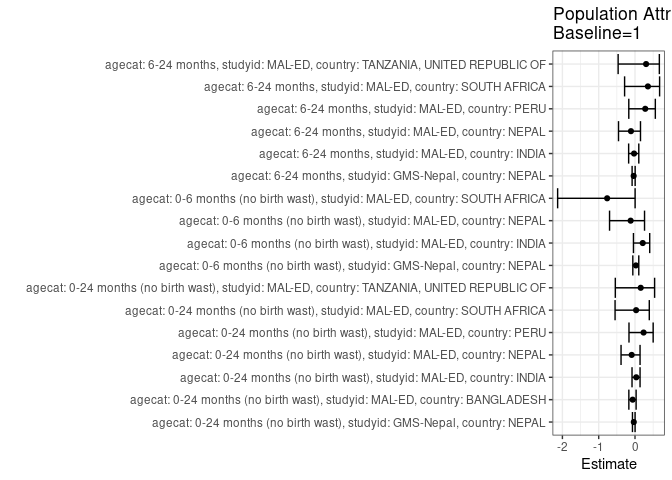 Population Attr
Baseline=1
agecat: 6-24 months, studyid: MAL-ED, country: TANZANIA, UNITED REPUBLIC OF
agecat: 6-24 months, studyid: MAL-ED, country: SOUTH AFRICA
agecat: 6-24 months, studyid: MAL-ED, country: PERU
agecat: 6-24 months, studyid: MAL-ED, country: NEPAL
agecat: 6-24 months, studyid: MAL-ED, country: INDIA
agecat: 6-24 months, studyid: GMS-Nepal, country: NEPAL
agecat: 0-6 months (no birth wast), studyid: MAL-ED, country: SOUTH AFRICA
agecat: 0-6 months (no birth wast), studyid: MAL-ED, country: NEPAL
agecat: 0-6 months (no birth wast), studyid: MAL-ED, country: INDIA
agecat: 0-6 months (no birth wast), studyid: GMS-Nepal, country: NEPAL
agecat: 0-24 months (no birth wast), studyid: MAL-ED, country: TANZANIA, UNITED REPUBLIC OF
agecat: 0-24 months (no birth wast), studyid: MAL-ED, country: SOUTH AFRICA
agecat: 0-24 months (no birth wast), studyid: MAL-ED, country: PERU
agecat: 0-24 months (no birth wast), studyid: MAL-ED, country: NEPAL
agecat: 0-24 months (no birth wast), studyid: MAL-ED, country: INDIA
agecat: 0-24 months (no birth wast), studyid: MAL-ED, country: BANGLADESH
agecat: 0-24 months (no birth wast), studyid: GMS-Nepal, country: NEPAL
-2 -1 0
Estimate